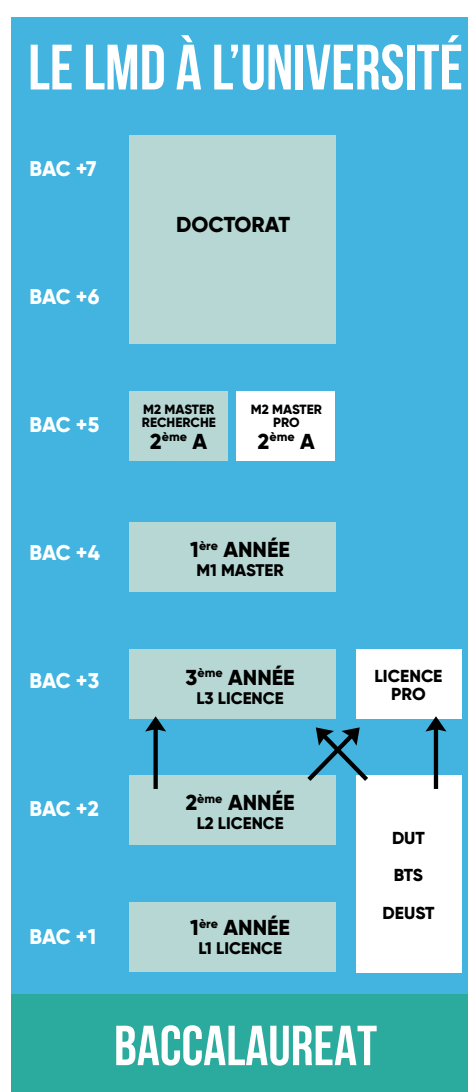 LE LMD À L'UNIVERSITÉ
BAC +7
DOCTORAT
BAC +6
BAC +5
M2 MASTER
RECHERCHE
2ème A
M2 MASTER
PRO
2ème A
BAC +4
1ère ANNÉE
M1 MASTER
BAC +3
3ème ANNÉE
L3 LICENCE
LICENCE
PRO
BAC +2
2ème ANNÉE
L2 LICENCE
DUT
BTS
DEUST
BAC +1
1ère ANNÉE
L1 LICENCE
BACCALAUREAT